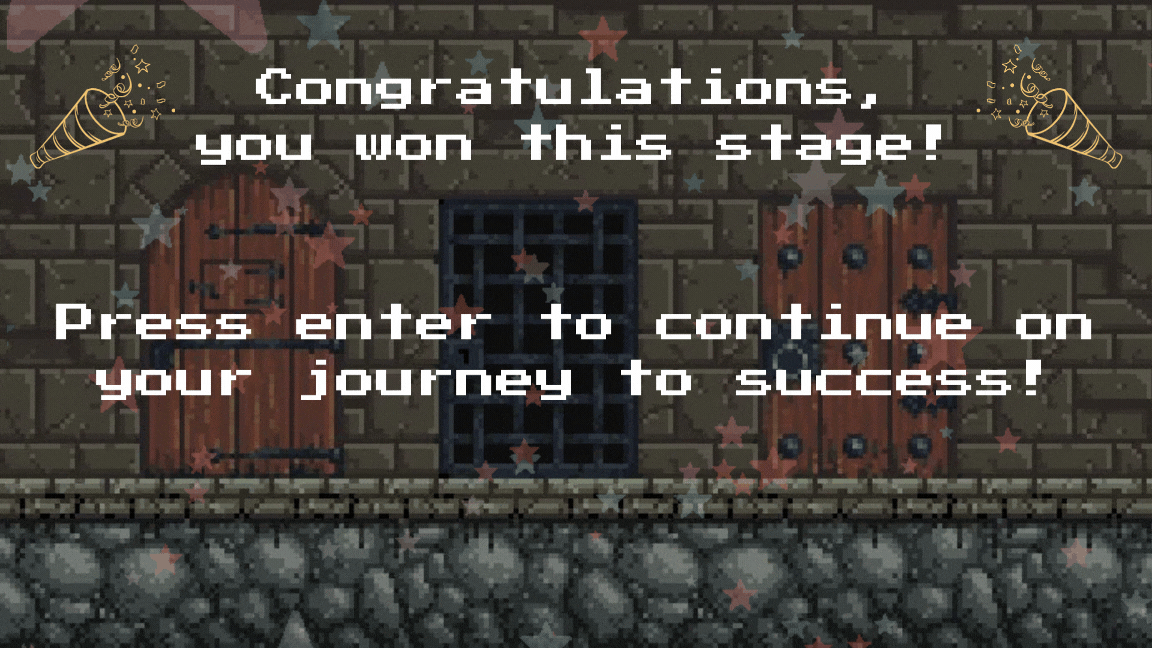 Congratulations,
you won this stage!
Press enter to continue on
your journey to success!